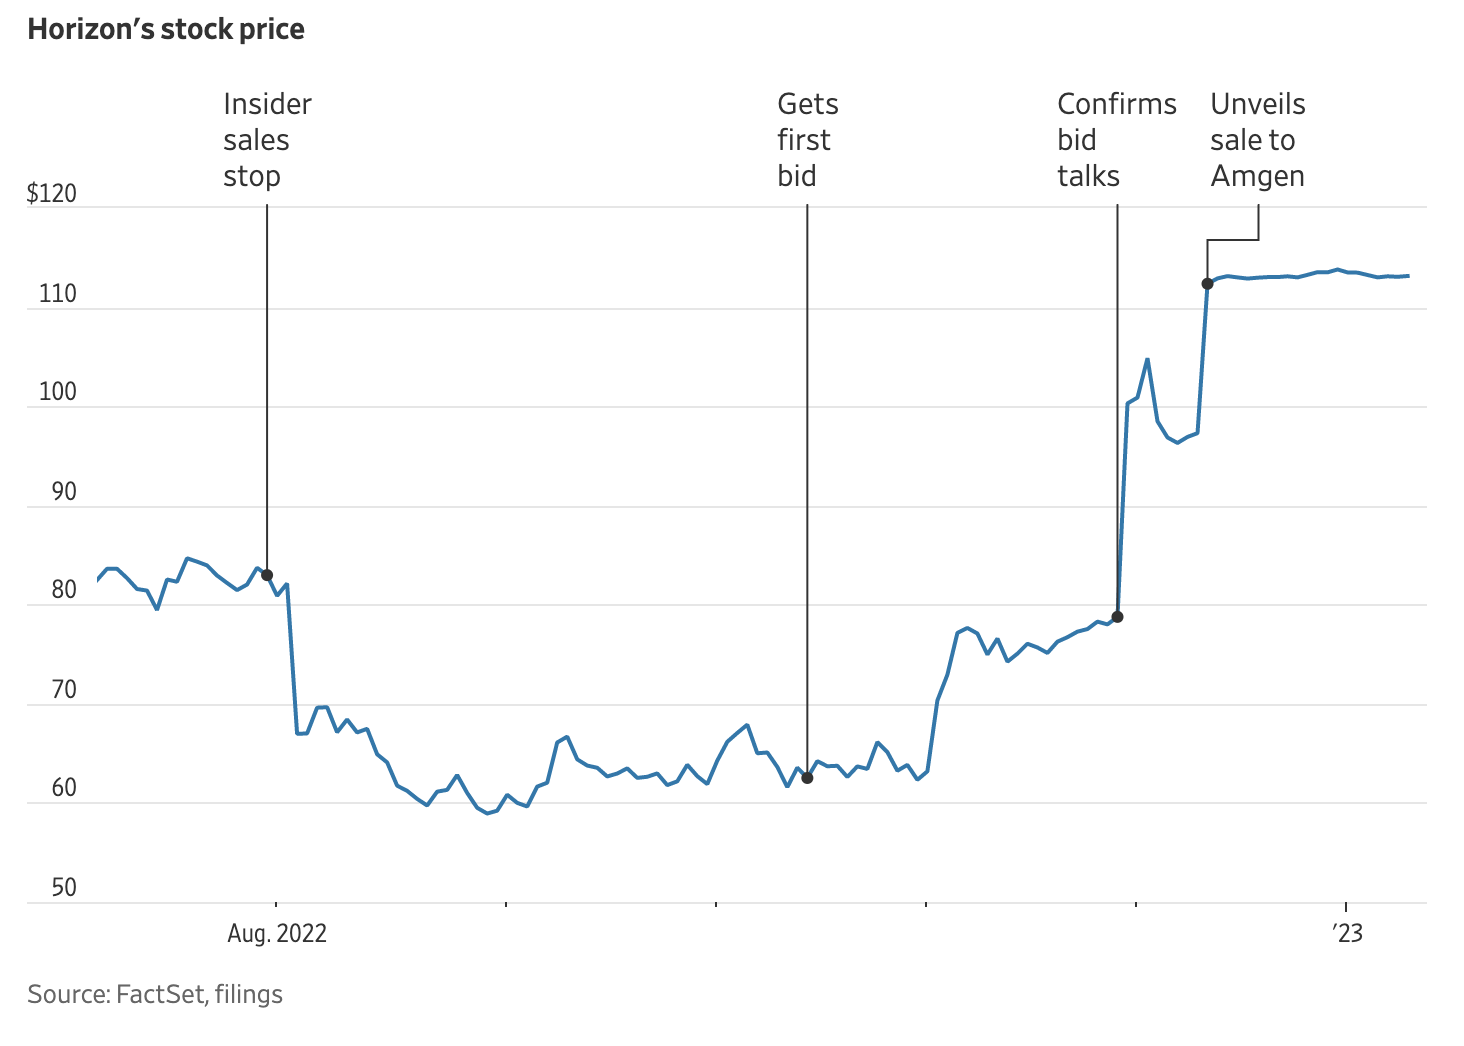 Horizon’s stock price
Insider
sales
stop
Gets
first
bid
Confirms
bid
talks
Unveils
sale to
Amgen
$120
110
100
90
80
70
60
50
Aug. 2022
’23
Source: FactSet, filings